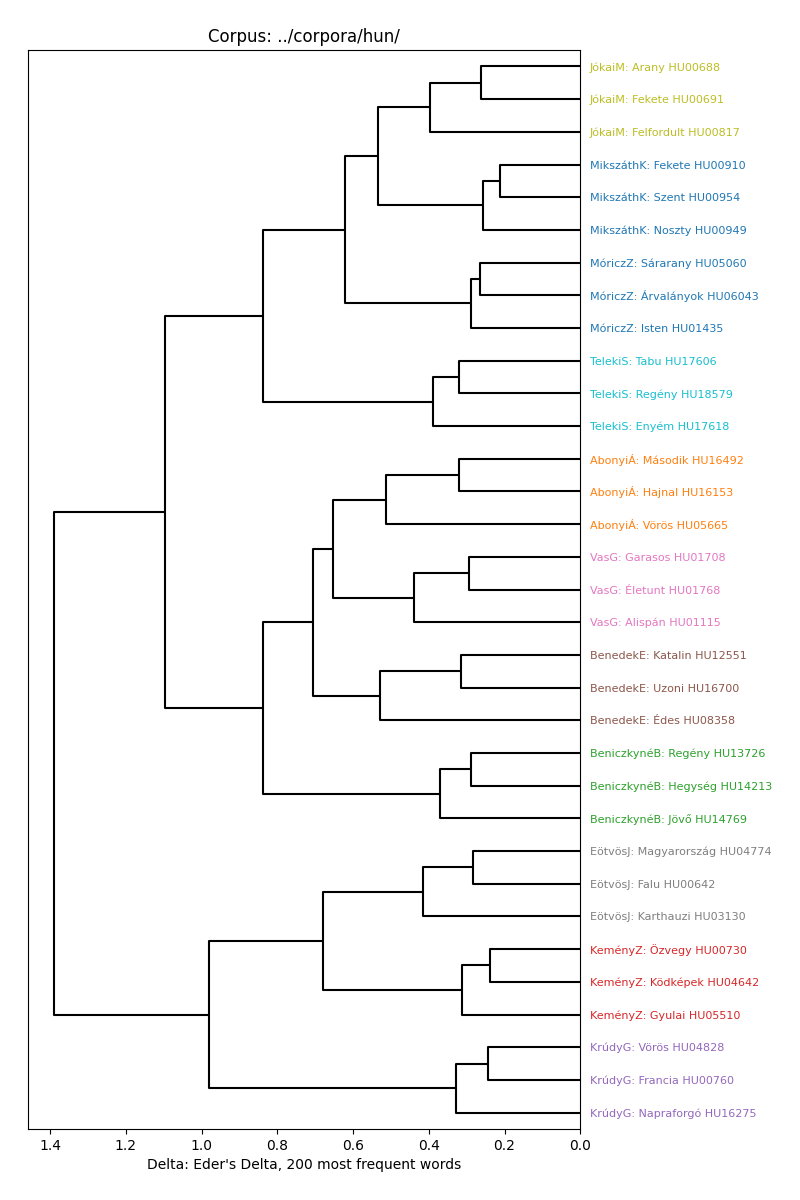 Corpus: ../corpora/hun/
JókaiM: Arany HU00688
JókaiM: Fekete HU00691
JókaiM: Felfordult HU00817
MikszáthK: Fekete HU00910
MikszáthK: Szent HU00954
MikszáthK: Noszty HU00949
MóriczZ: Sárarany HU05060
MóriczZ: Árvalányok HU06043
MóriczZ: Isten HU01435
TelekiS: Tabu HU17606
TelekiS: Regény HU18579
TelekiS: Enyém HU17618
AbonyiÁ: Második HU16492
AbonyiÁ: Hajnal HU16153
AbonyiÁ: Vörös HU05665
VasG: Garasos HU01708
VasG: Életunt HU01768
VasG: Alispán HU01115
BenedekE: Katalin HU12551
BenedekE: Uzoni HU16700
BenedekE: Édes HU08358
BeniczkynéB: Regény HU13726
BeniczkynéB: Hegység HU14213
BeniczkynéB: Jövő HU14769
EötvösJ: Magyarország HU04774
EötvösJ: Falu HU00642
EötvösJ: Karthauzi HU03130
KeményZ: Özvegy HU00730
KeményZ: Ködképek HU04642
KeményZ: Gyulai HU05510
KrúdyG: Vörös HU04828
KrúdyG: Francia HU00760
KrúdyG: Napraforgó HU16275
1.4 1.2 1.0 0.8 0.6 0.4 0.2 0.0
Delta: Eder's Delta, 200 most frequent words